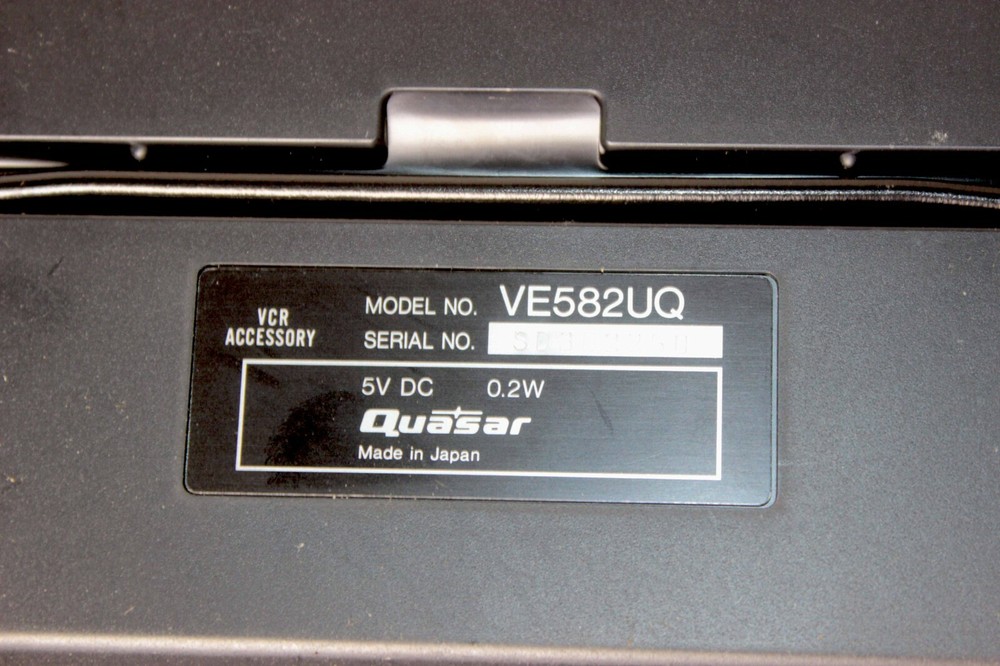 VCR
ACCESSORY
MODEL NO. VE582UQ
SERIAL NO.
5V DC 0.2W
Quasar
Made in Japan